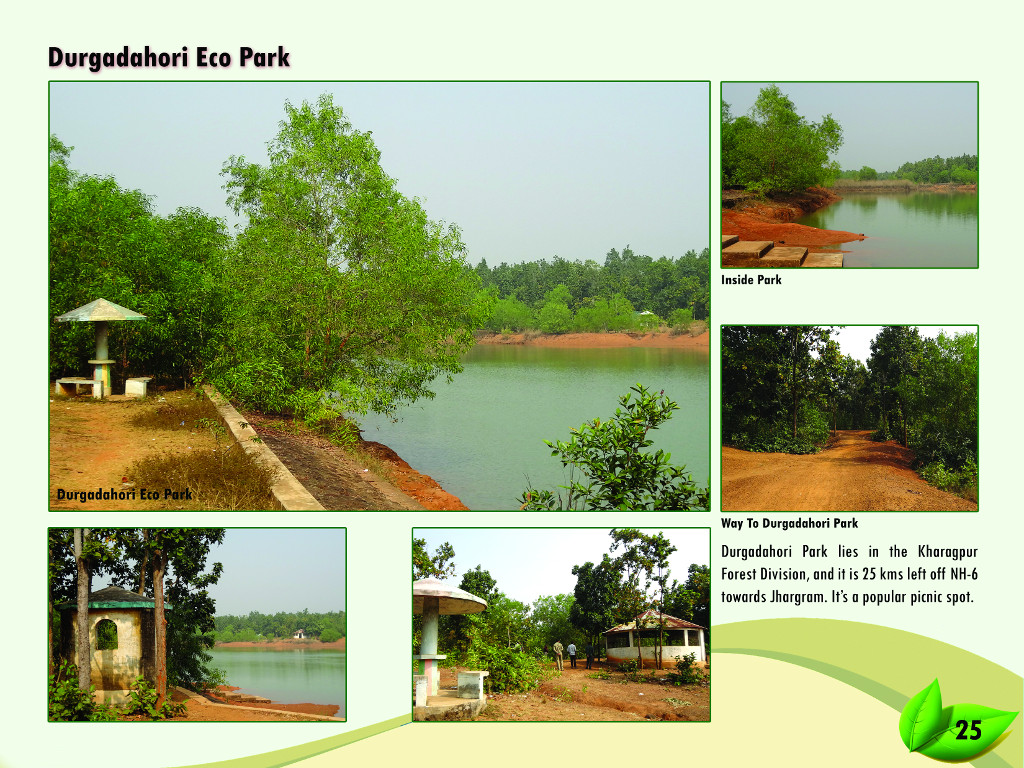 Durgadahori Eco Park
Durgadahori Eco Park
Inside Park
Way To Durgadahori Park
Durgadahori Park lies in the Kharagpur
Forest Division, and it is 25 kms left off NH-6
towards Jhargram. It's a popular picnic spot.
25